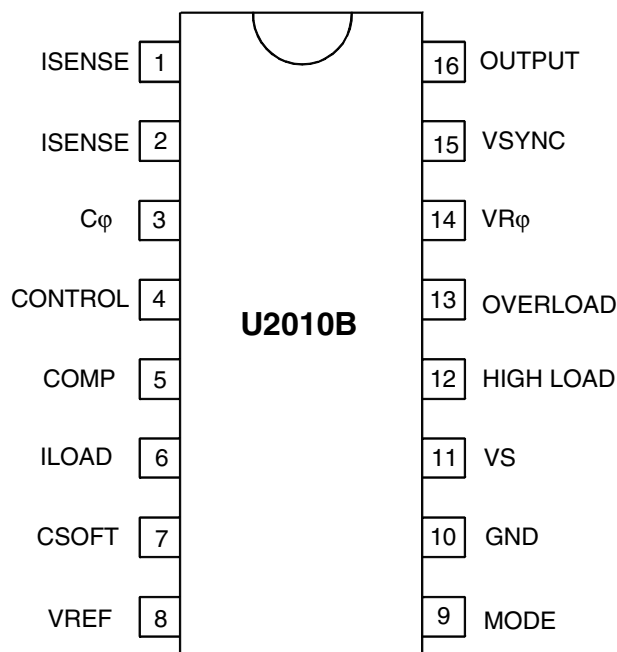 ISENSE 1 16 OUTPUT
ISENSE 2 15 VSYNC
Cφ 3 14 VRφ
CONTROL 4 13 OVERLOAD
U2010B
COMP 5 12 HIGH LOAD
ILOAD 6 11 VS
CSOFT 7 10 GND
VREF 8 9 MODE